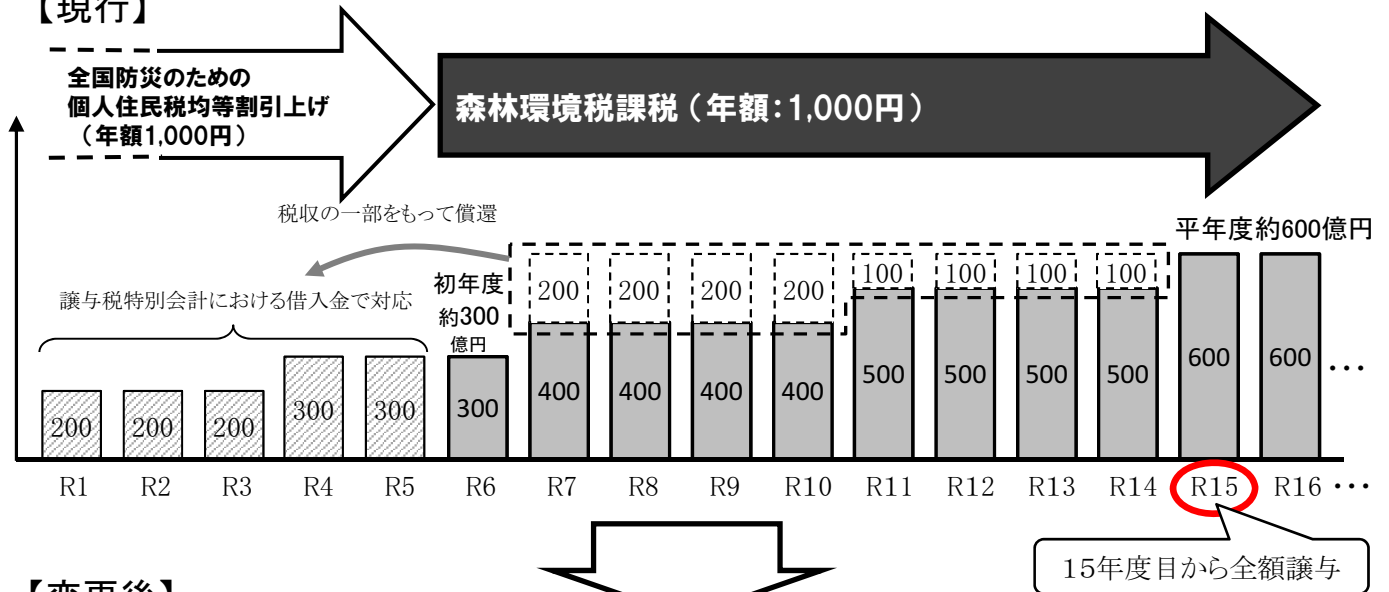 【現行】
全国防災のための
個人住民税均等割引上げ
（年額1,000円）
森林環境税課税（年額：1,000円）
税収の一部をもって償還
平年度約600億円
譲与税特別会計における借入金で対応
初年度
約300
億円
200 200 200 200 100 100 100 100
200 200 200 300 300 300 400 400 400 400 500 500 500 500 600 600 …
R1 R2 R3 R4 R5 R6 R7 R8 R9 R10 R11 R12 R13 R14 R15 R16 …
15年度目から全額譲与
【変更後】